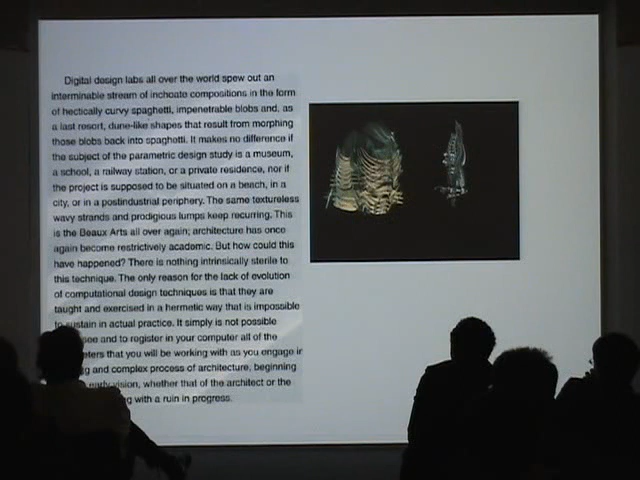 Digital design labs all over the world spew out an
interminable stream of inchoate compositions in the form
of hectically curvy spaghetti, impenetrable blobs and, as
a last resort, dune-like shapes that result from morphing
those blobs back into spaghetti. It makes no difference if
the subject of the parametric design study is a museum,
a school, a railway station, or a private residence, nor if
the project is supposed to be situated on a beach, in a
city, or in a postindustrial periphery. The same textureless
wavy strands and prodigious lumps keep recurring. This
is the Beaux Arts all over again; architecture has once
again become restrictively academic. But how could this
have happened? There is nothing intrinsically sterile to
this technique. The only reason for the lack of evolution
of computational design techniques is that they are
taught and exercised in a hermetic way that is impossible
to sustain in actual practice. It simply is not possible
and to register in your computer all of the
that you will be working with as you engage in
and complex process of architecture, beginning
early vision, whether that of the architect or the
with a ruin in progress.